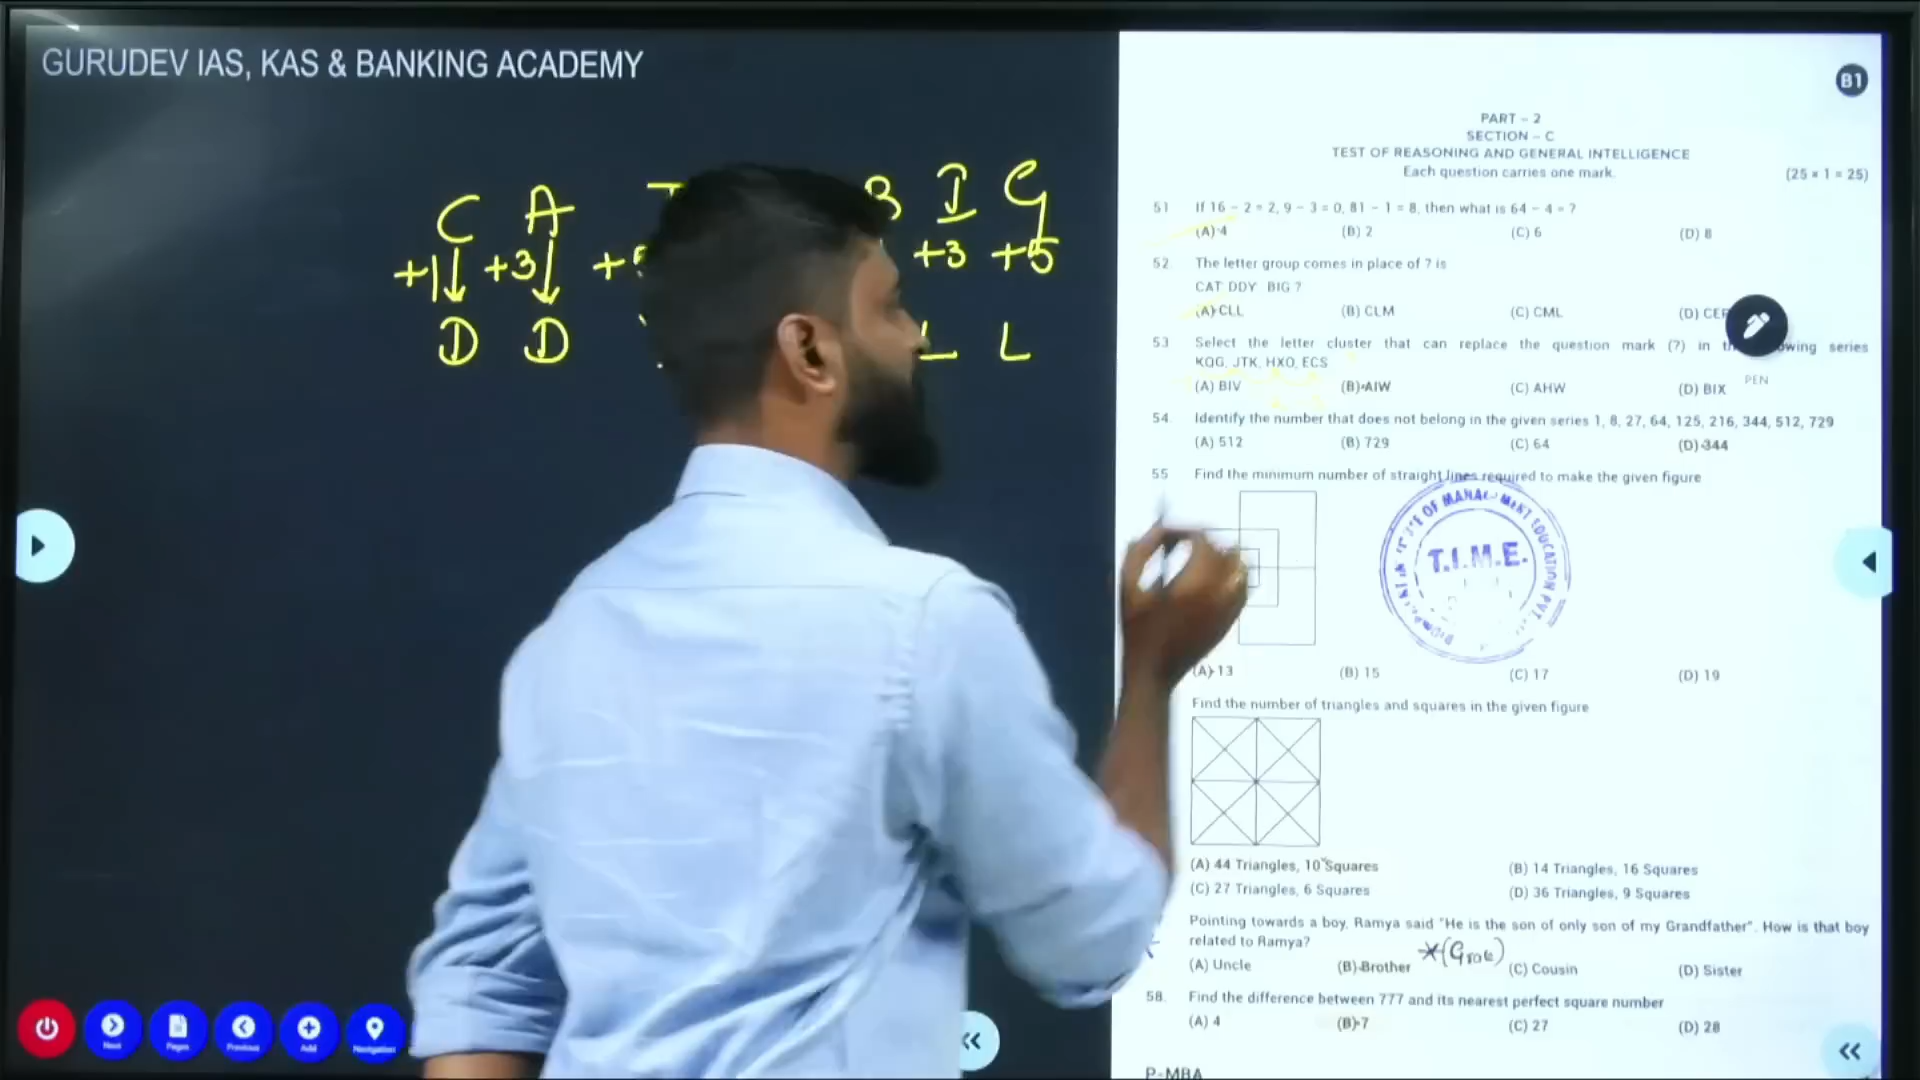 GURUDEV IAS, KAS & BANKING ACADEMY
C A I G
+1 +3 +3 +5
D D L L
B1
PART – 2
SECTION – C
TEST OF REASONING AND GENERAL INTELLIGENCE
Each question carries one mark. (25 × 1 = 25)
51 If 16 – 2 = 2, 9 – 3 = 0, 81 – 1 = 8, then what is 64 – 4 = ?
(A) 4 (B) 2 (C) 6 (D) 8
52 The letter group comes in place of ? is
CAT DDY BIG ?
(A) CLL (B) CLM (C) CML (D)
53 Select the letter cluster that can replace the question mark (?) in series
KQG, JTK, HXO, ECS
(A) BIV (B) AIW (C) AHW (D) BIX
PEN
54. Identify the number that does not belong in the given series 1, 8, 27, 64, 125, 216, 344, 512, 729
(A) 512 (B) 729 (C) 64 (D) 344
55 Find the minimum number of straight lines required to make the given figure
T.I.M.E.
(A) 13 (B) 15 (C) 17 (D) 19
Find the number of triangles and squares in the given figure
(A) 44 Triangles, 10 Squares (B) 14 Triangles, 16 Squares
(C) 27 Triangles, 6 Squares (D) 36 Triangles, 9 Squares
Pointing towards a boy, Ramya said "He is the son of only son of my Grandfather". How is that boy
related to Ramya?
(A) Uncle (B) Brother (C) Cousin (D) Sister
58. Find the difference between 777 and its nearest perfect square number
(A) 4 (B) 7 (C) 27 (D) 28
P-MBA
Next Pages Previous Add Navigation